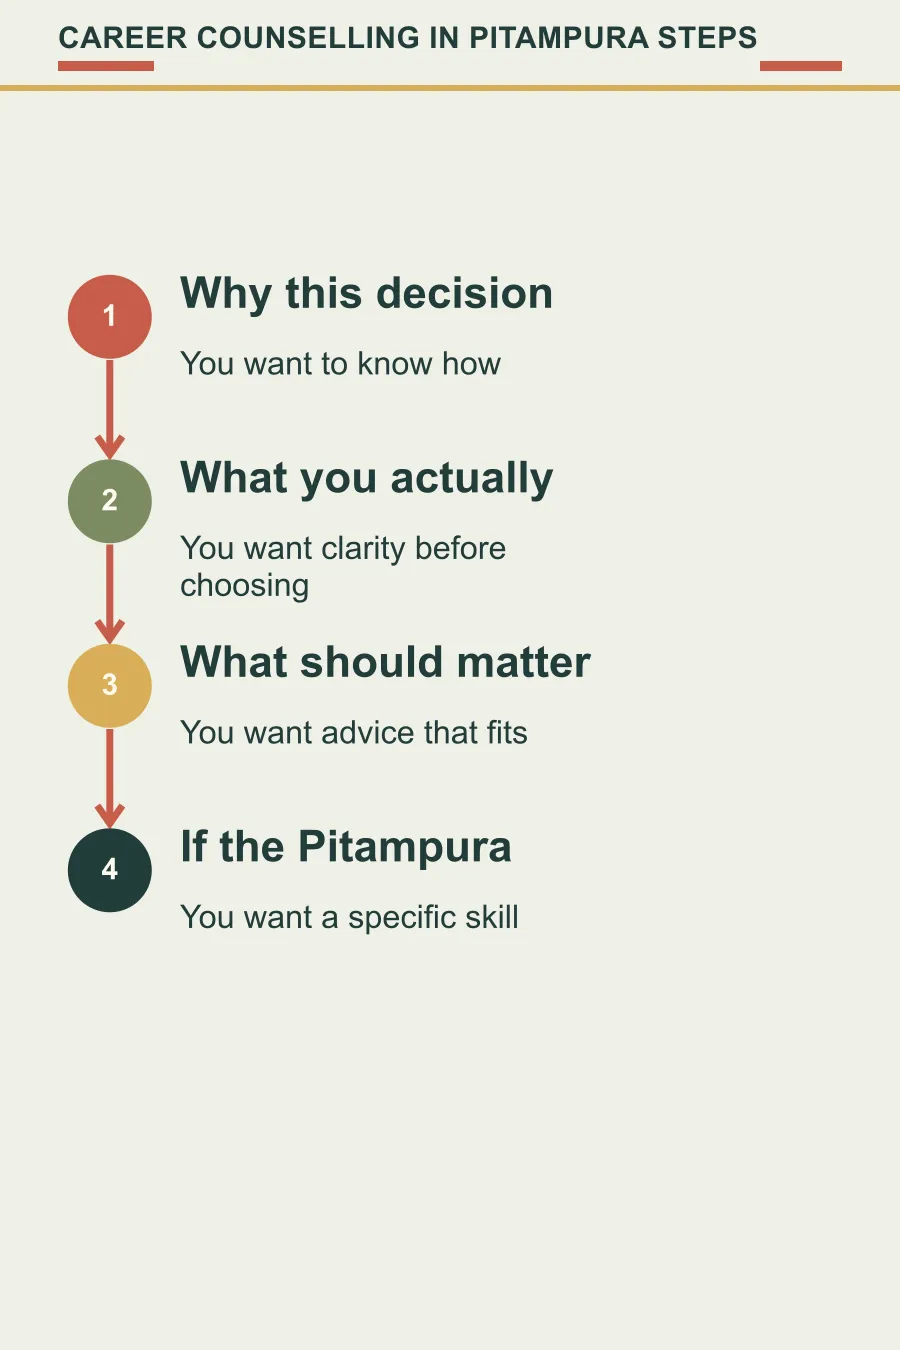 CAREER COUNSELLING IN PITAMPURA STEPS
1
Why this decision
You want to know how
2
What you actually
You want clarity before
choosing
3
What should matter
You want advice that fits
4
If the Pitampura
You want a specific skill